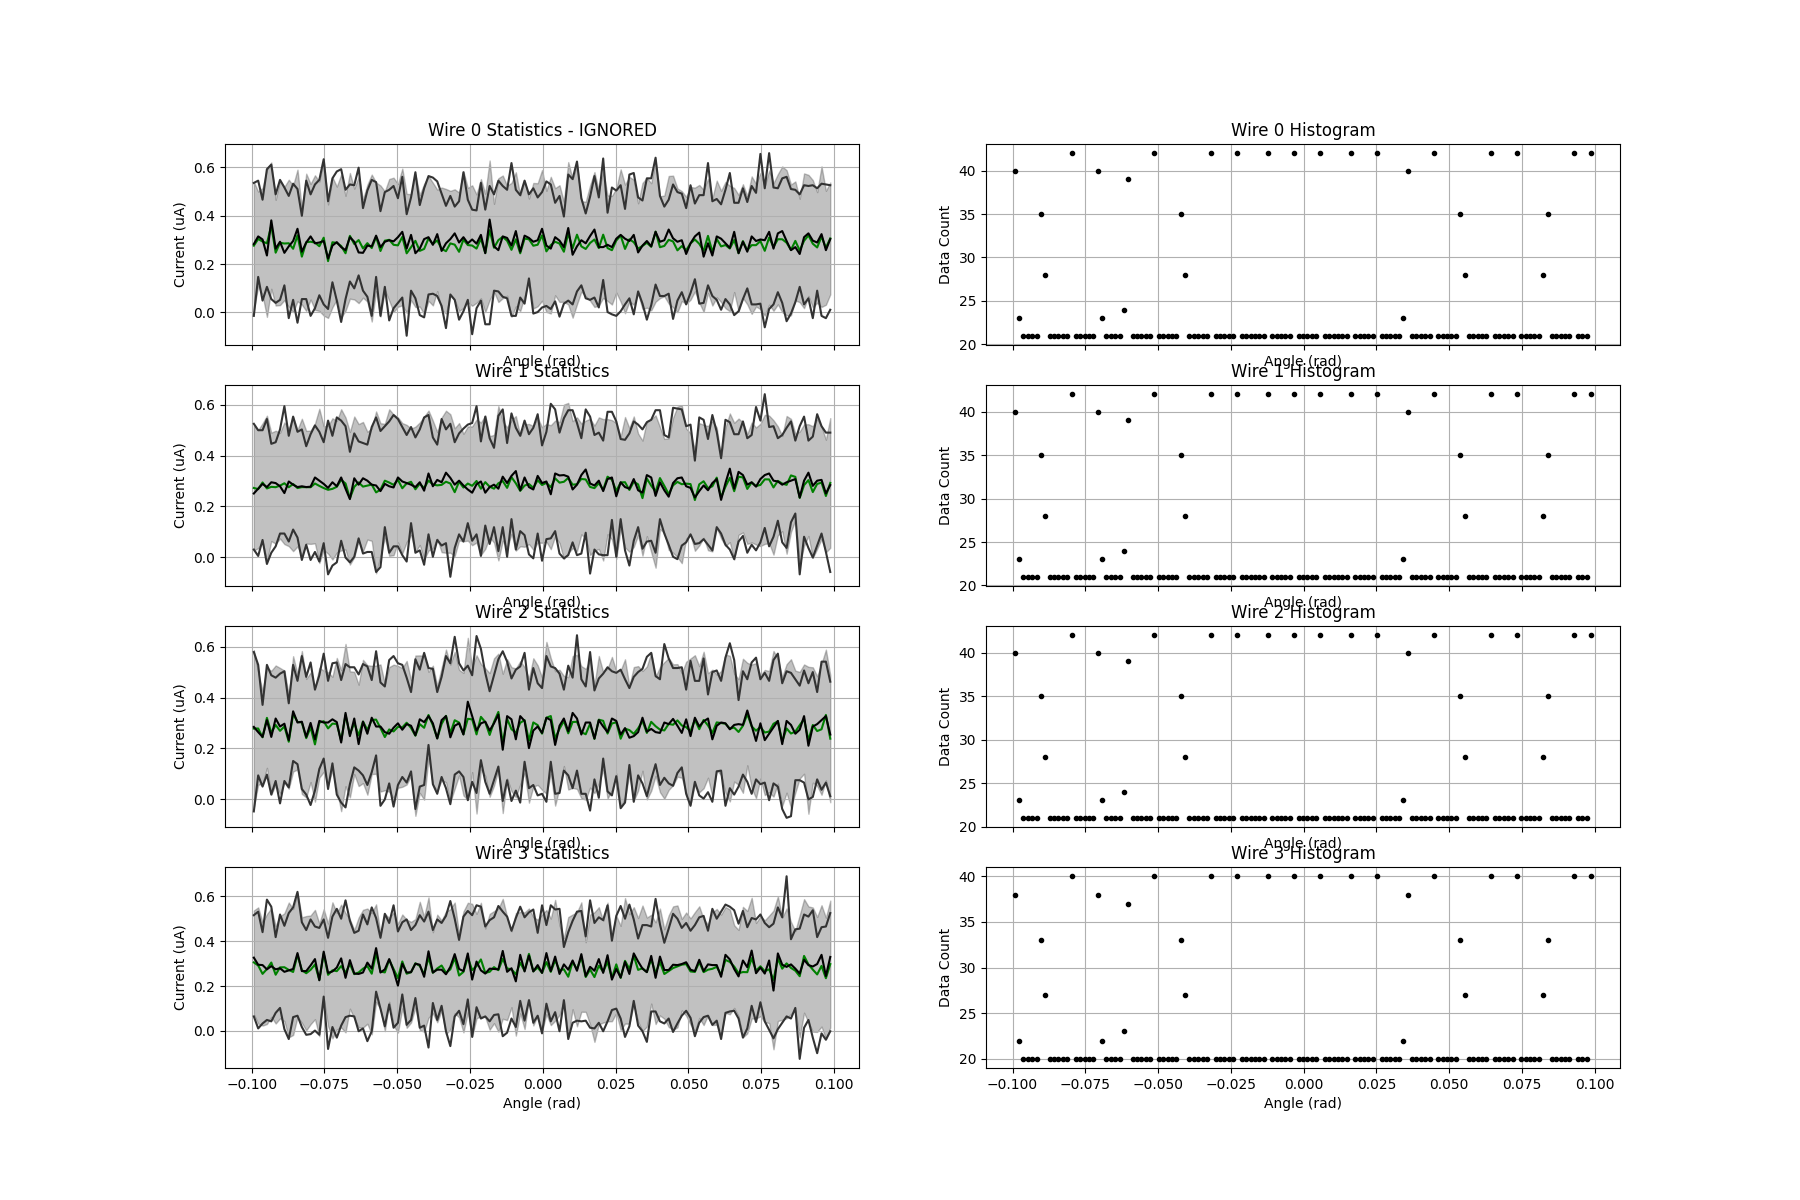 Wire 0 Statistics - IGNORED
Current (uA)
0.6
0.4
0.2
0.0
Angle (rad)
Wire 0 Histogram
Data Count
40
35
30
25
20
Angle (rad)
Wire 1 Statistics
Current (uA)
0.6
0.4
0.2
0.0
Angle (rad)
Wire 1 Histogram
Data Count
40
35
30
25
20
Angle (rad)
Wire 2 Statistics
Current (uA)
0.6
0.4
0.2
0.0
Angle (rad)
Wire 2 Histogram
Data Count
40
35
30
25
20
Angle (rad)
Wire 3 Statistics
Current (uA)
0.6
0.4
0.2
0.0
−0.100 −0.075 −0.050 −0.025 0.000 0.025 0.050 0.075 0.100
Angle (rad)
Wire 3 Histogram
Data Count
40
35
30
25
20
−0.100 −0.075 −0.050 −0.025 0.000 0.025 0.050 0.075 0.100
Angle (rad)